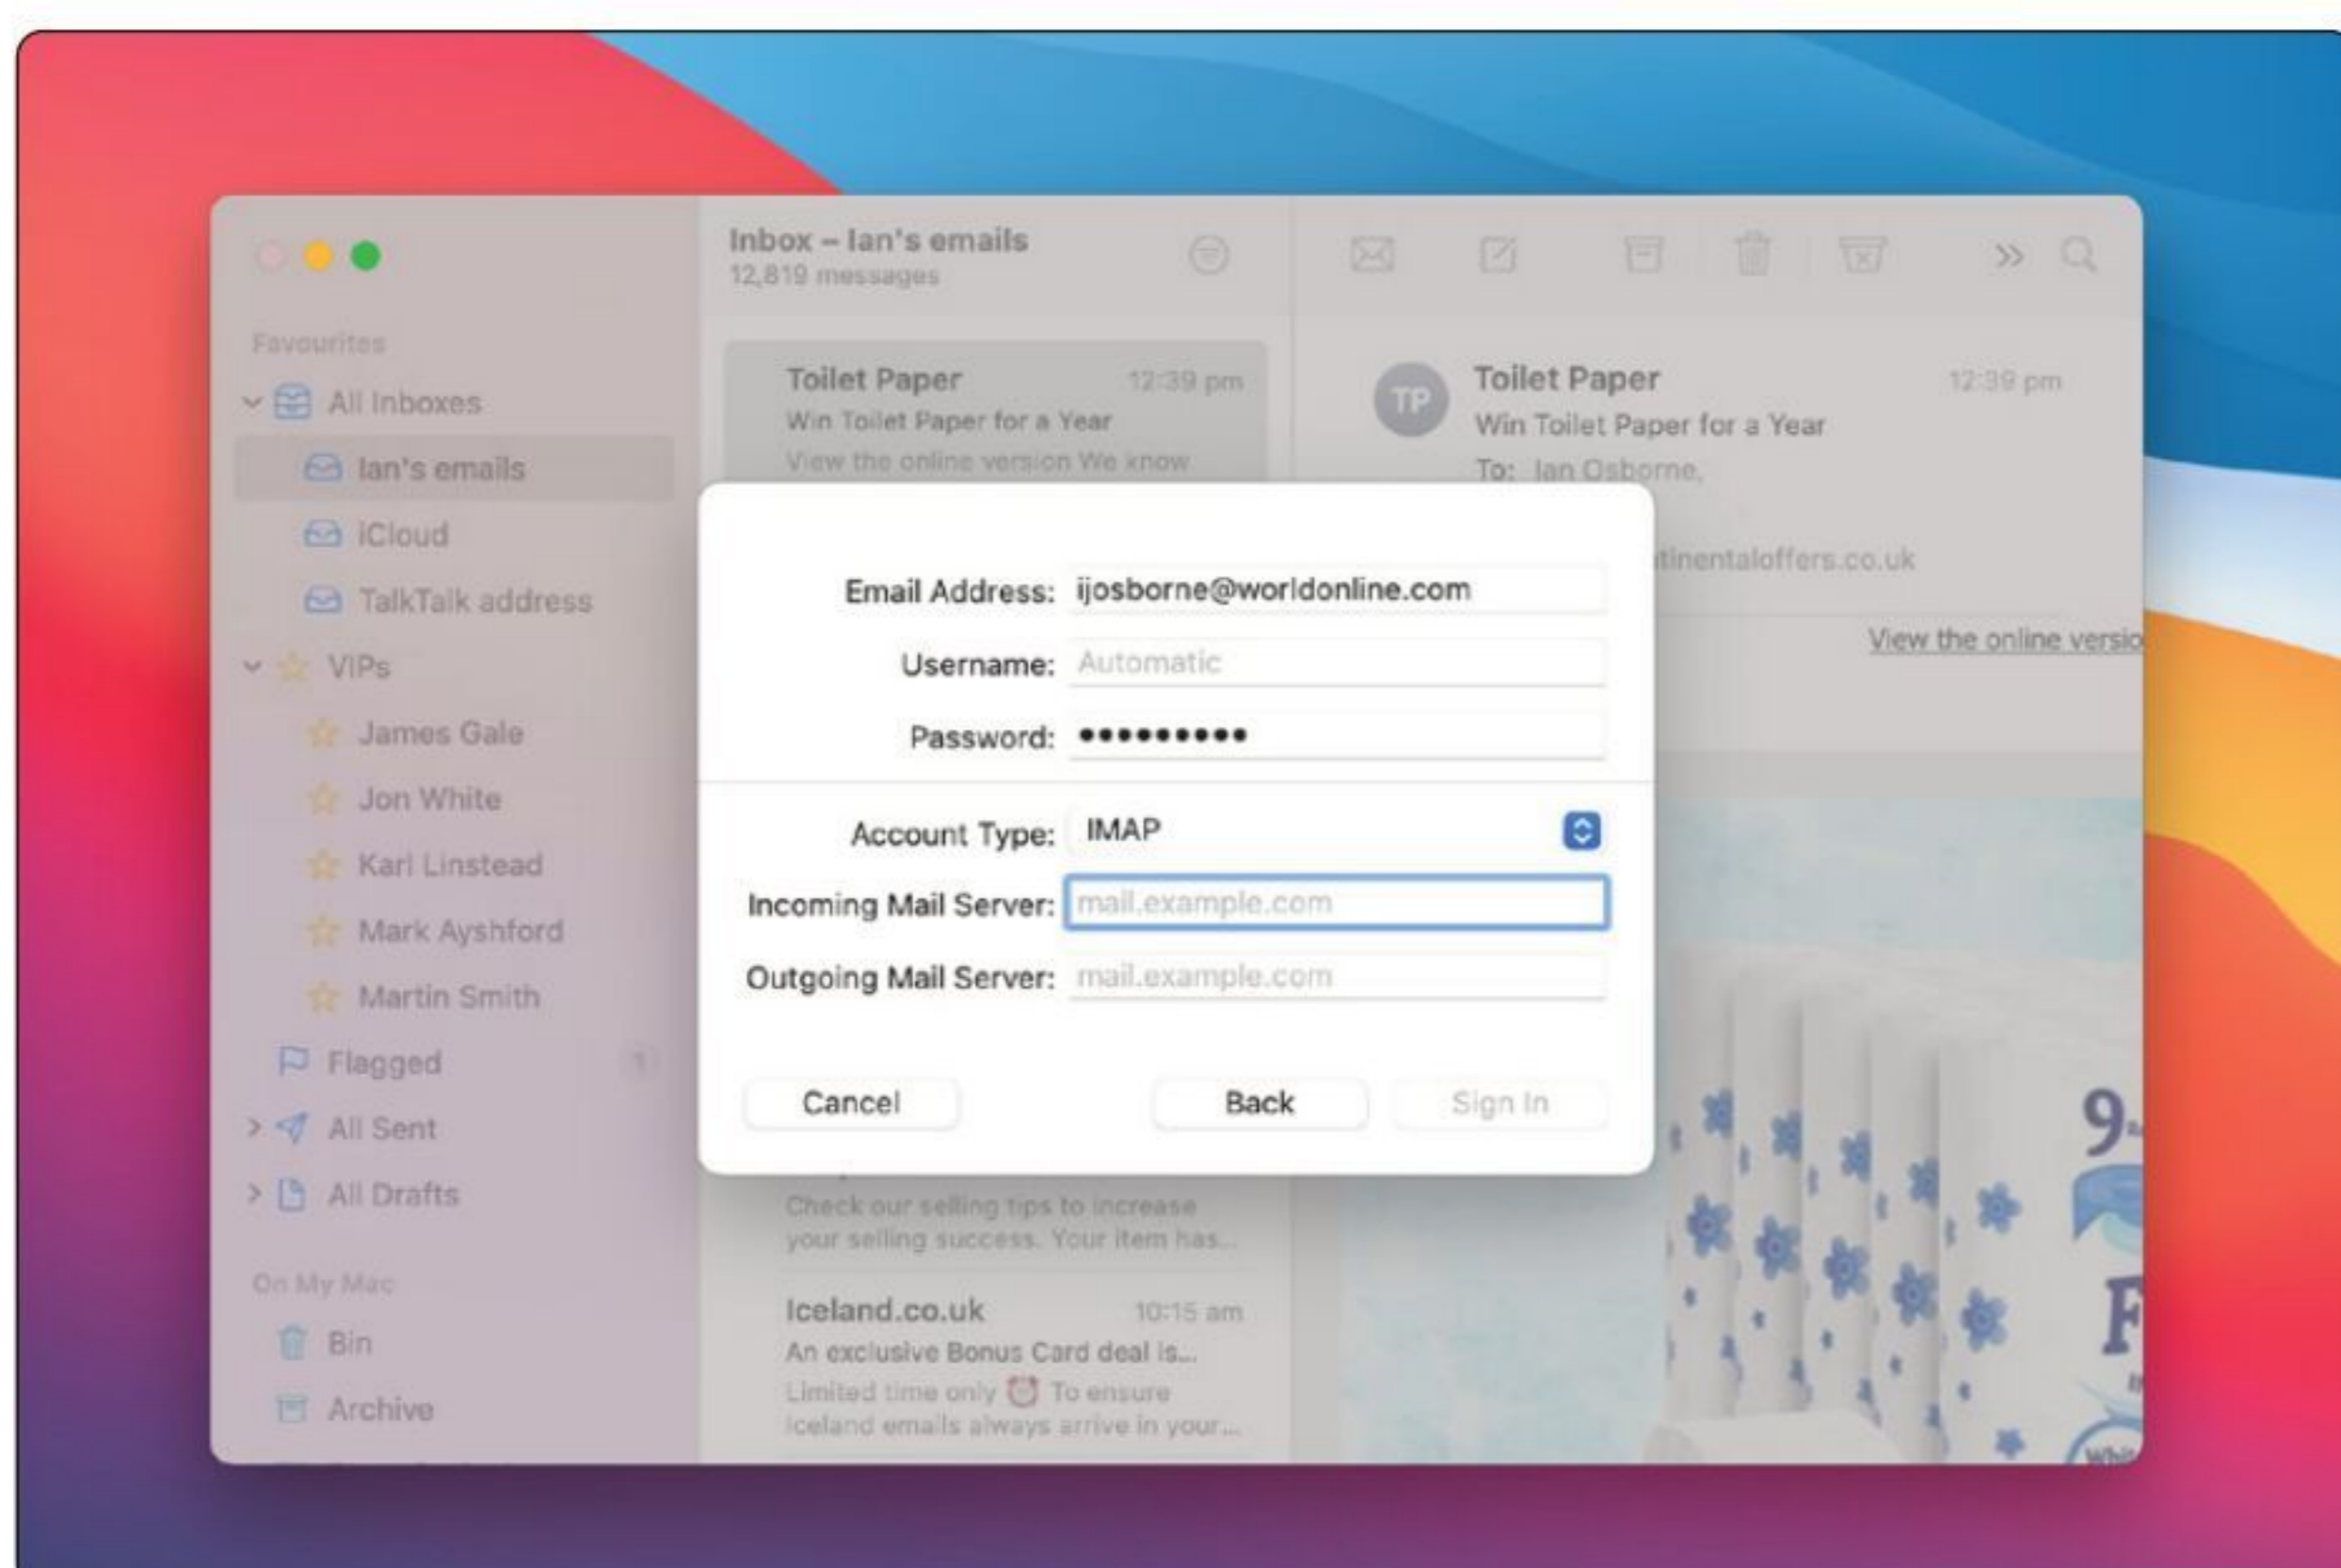 Inbox – Ian's emails
12,819 messages
Favourites
All Inboxes
Ian's emails
iCloud
TalkTalk address
VIPs
James Gale
Jon White
Karl Linstead
Mark Ayshford
Martin Smith
Flagged
1
All Sent
All Drafts
On My Mac
Bin
Archive
Toilet Paper 12:39 pm
Win Toilet Paper for a Year
View the online version We know
Email Address: ijosborne@worldonline.com
Username: Automatic
Password: •••••••••
Account Type: IMAP
Incoming Mail Server: mail.example.com
Outgoing Mail Server: mail.example.com
Cancel Back Sign In
Check our selling tips to increase
your selling success. Your item has...
Iceland.co.uk 10:15 am
An exclusive Bonus Card deal is...
Limited time only ⏰ To ensure
Iceland emails always arrive in your...
TP
Toilet Paper 12:39 pm
Win Toilet Paper for a Year
To: Ian Osborne,
tinentaloffers.co.uk
View the online versio
9
F